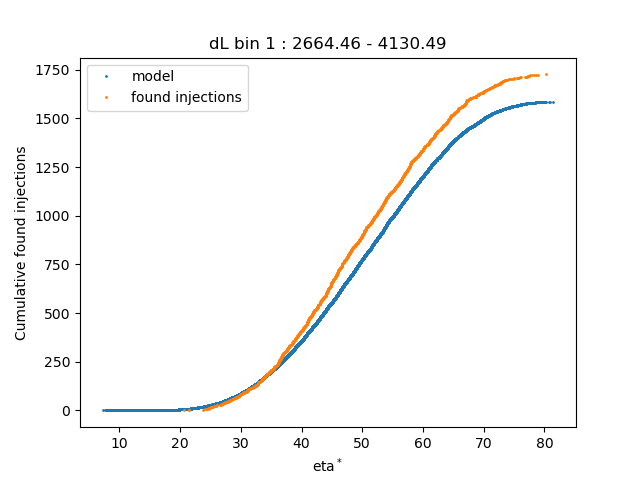 dL bin 1 : 2664.46 - 4130.49
model
found injections
Cumulative found injections
1750
1500
1250
1000
750
500
250
0
10 20 30 40 50 60 70 80
eta*